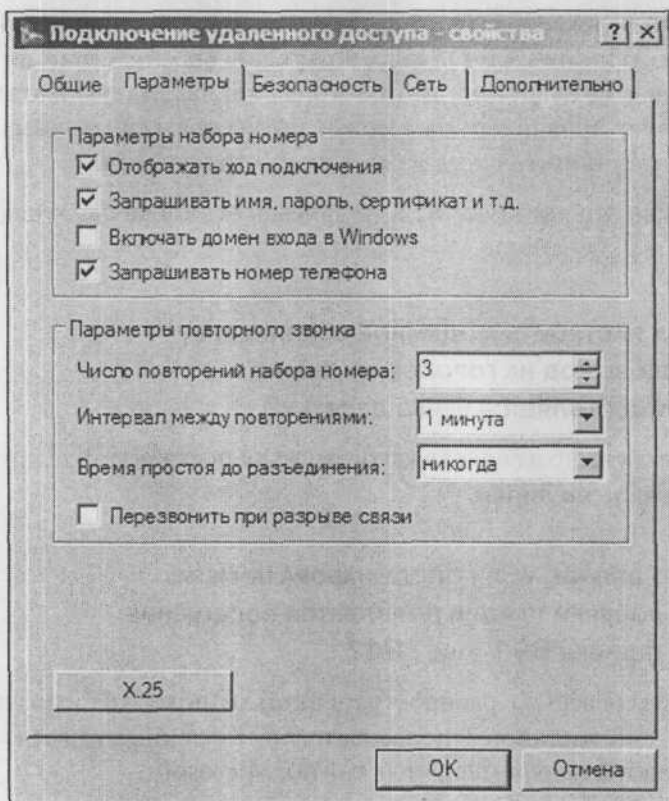 Подключение удаленного доступа - свойства ? ×
Общие Параметры Безопасность Сеть Дополнительно
Параметры набора номера
Отображать ход подключения
Запрашивать имя, пароль, сертификат и т.д.
Включать домен входа в Windows
Запрашивать номер телефона
Параметры повторного звонка
Число повторений набора номера: 3
Интервал между повторениями: 1 минута
Время простоя до разъединения: никогда
Перезвонить при разрыве связи
X.25
OK Отмена